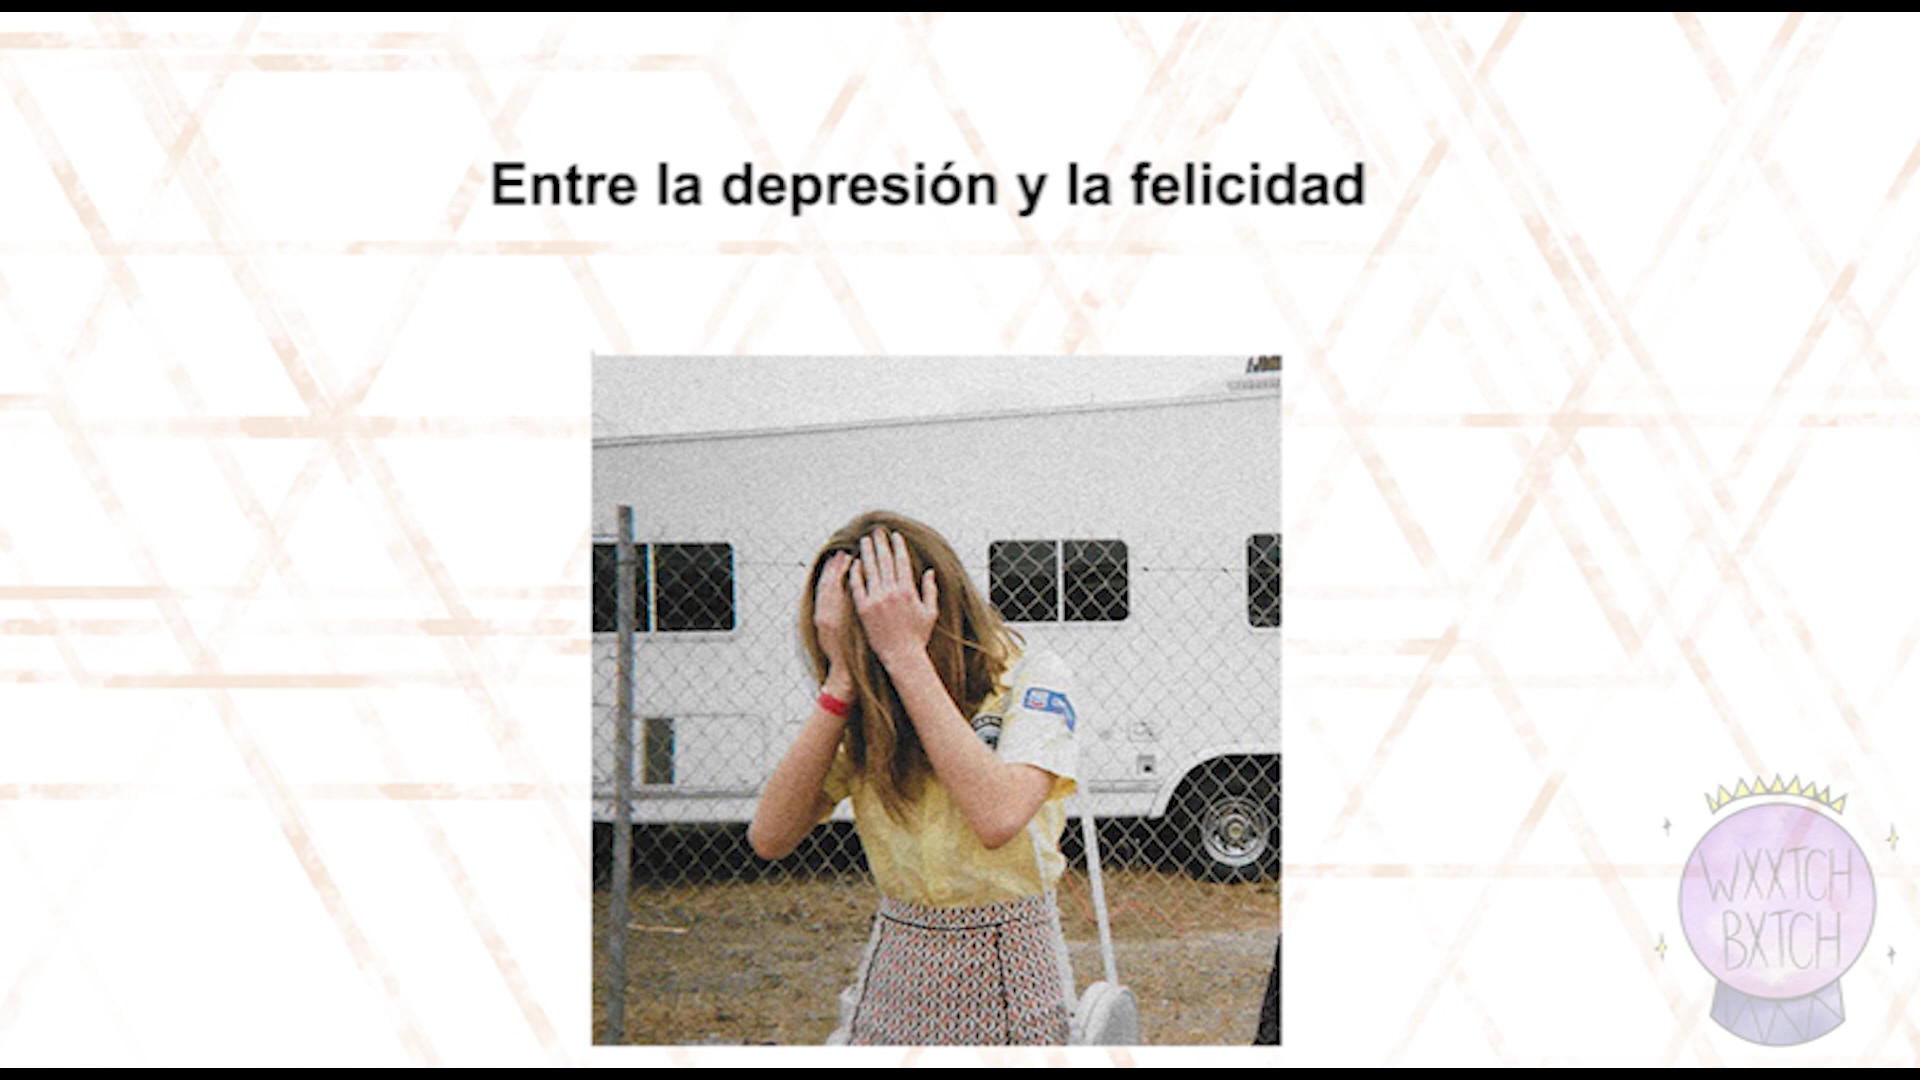 Entre la depresión y la felicidad
WXXTCH
BXTCH